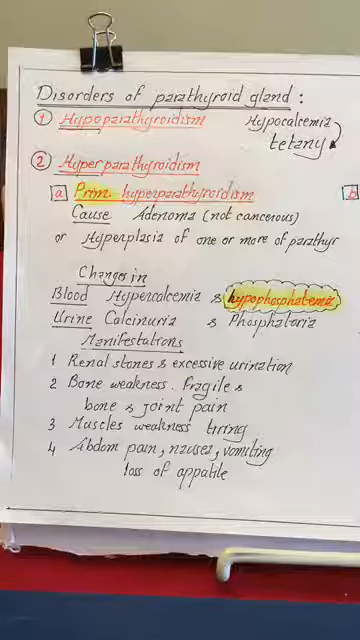 Disorders of parathyroid gland :
① Hypoparathyroidism Hypocalcemia
tetany
② Hyperparathyroidism
a Prim. hyperparathyroidism b
Cause Adenoma (not cancerous)
or Hyperplasia of one or more of parathyr
Changes in
Blood Hypercalcemia & hypophosphatemia
Urine Calcinuria & Phosphaturia
Manifestations
1 Renal stones & excessive urination
2 Bone weakness. Fragile &
bone & joint pain
3 Muscles weakness tiring
4 Abdom pain, nausea, vomiting
loss of appatite